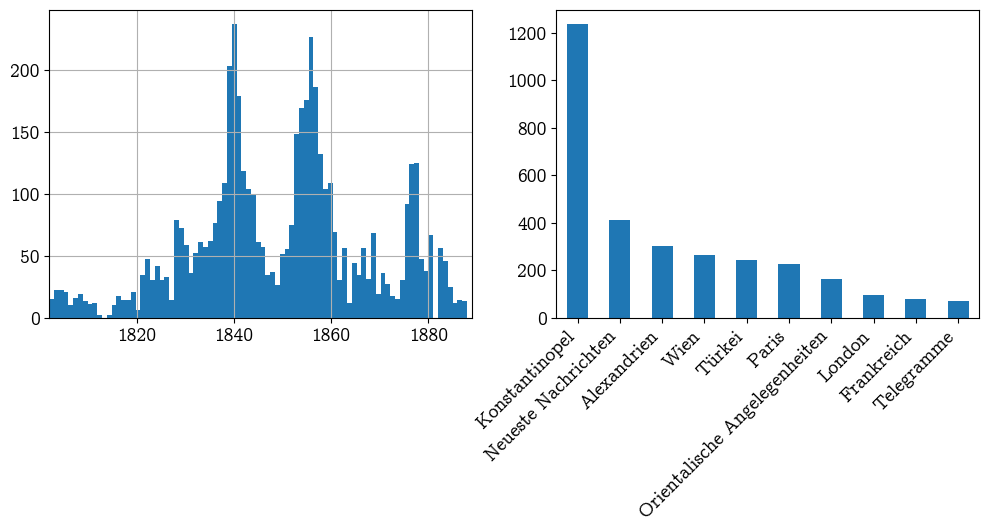 200
150
100
50
0
1820 1840 1860 1880
1200
1000
800
600
400
200
0
Konstantinopel
Neueste Nachrichten
Alexandrien
Wien
Türkei
Paris
Orientalische Angelegenheiten
London
Frankreich
Telegramme